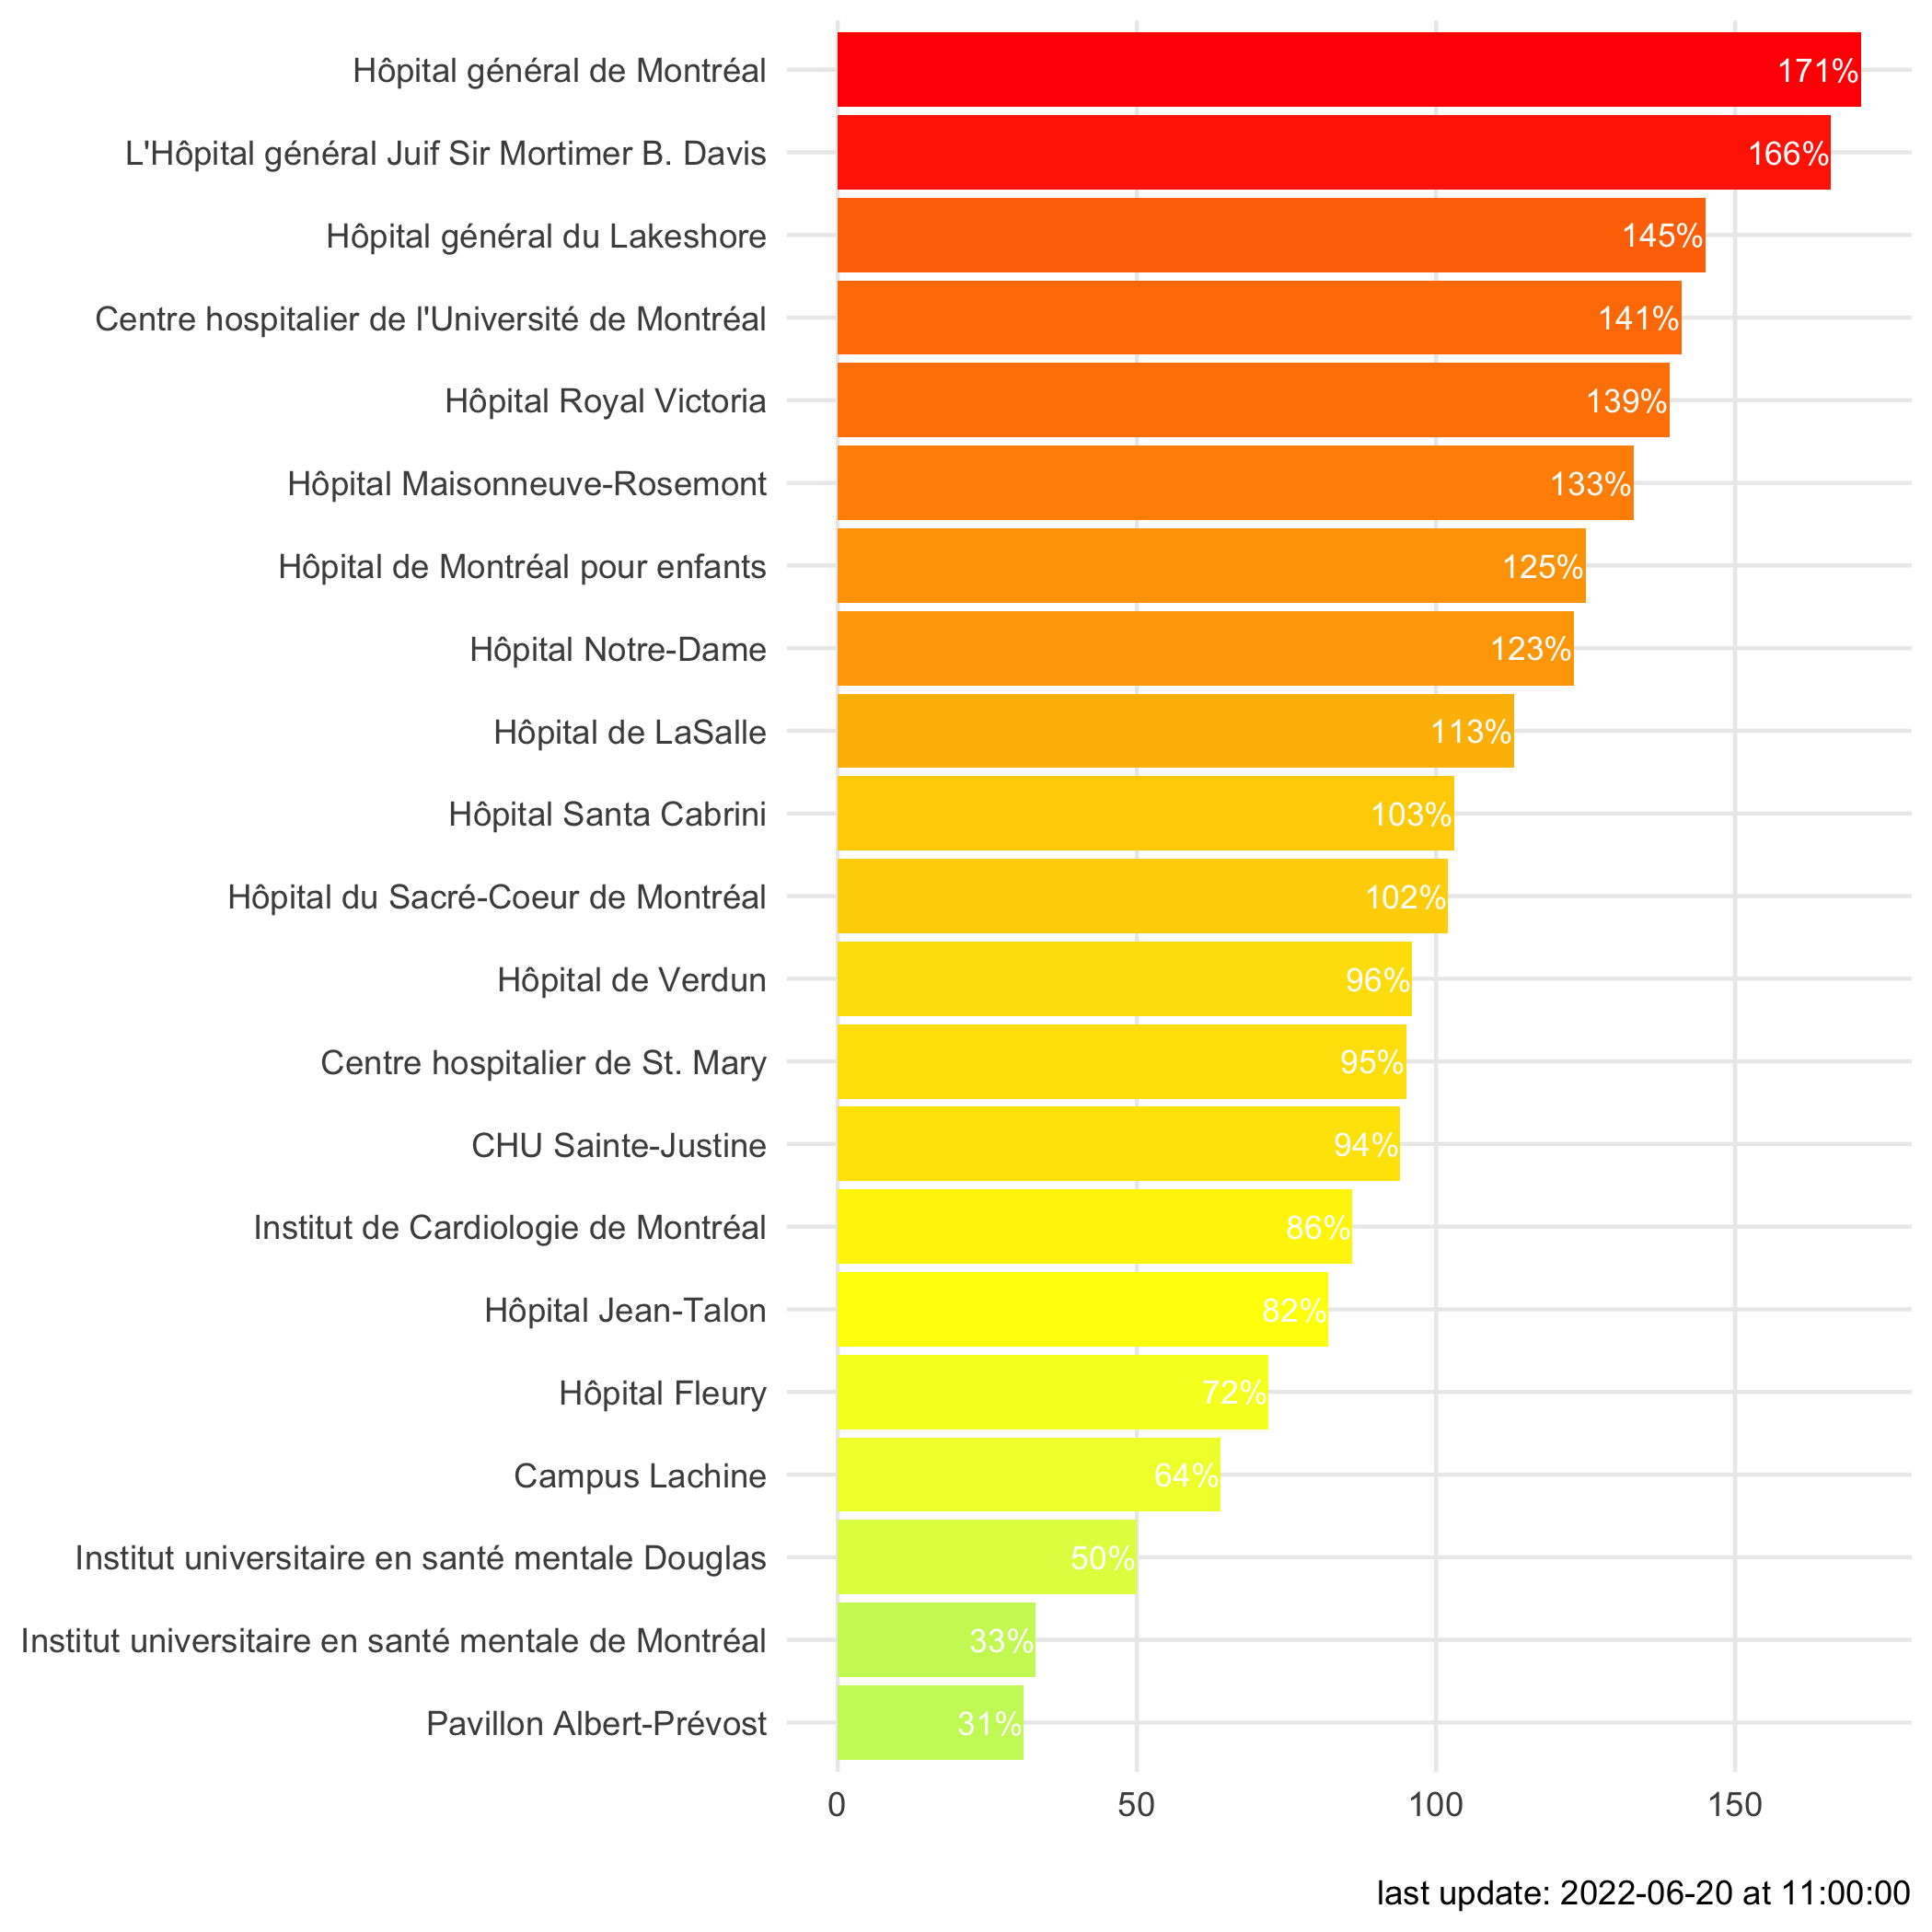 Hôpital général de Montréal 171%
L'Hôpital général Juif Sir Mortimer B. Davis 166%
Hôpital général du Lakeshore 145%
Centre hospitalier de l'Université de Montréal 141%
Hôpital Royal Victoria 139%
Hôpital Maisonneuve-Rosemont 133%
Hôpital de Montréal pour enfants 125%
Hôpital Notre-Dame 123%
Hôpital de LaSalle 113%
Hôpital Santa Cabrini 103%
Hôpital du Sacré-Coeur de Montréal 102%
Hôpital de Verdun 96%
Centre hospitalier de St. Mary 95%
CHU Sainte-Justine 94%
Institut de Cardiologie de Montréal 86%
Hôpital Jean-Talon 82%
Hôpital Fleury 72%
Campus Lachine 64%
Institut universitaire en santé mentale Douglas 50%
Institut universitaire en santé mentale de Montréal 33%
Pavillon Albert-Prévost 31%
0 50 100 150
last update: 2022-06-20 at 11:00:00